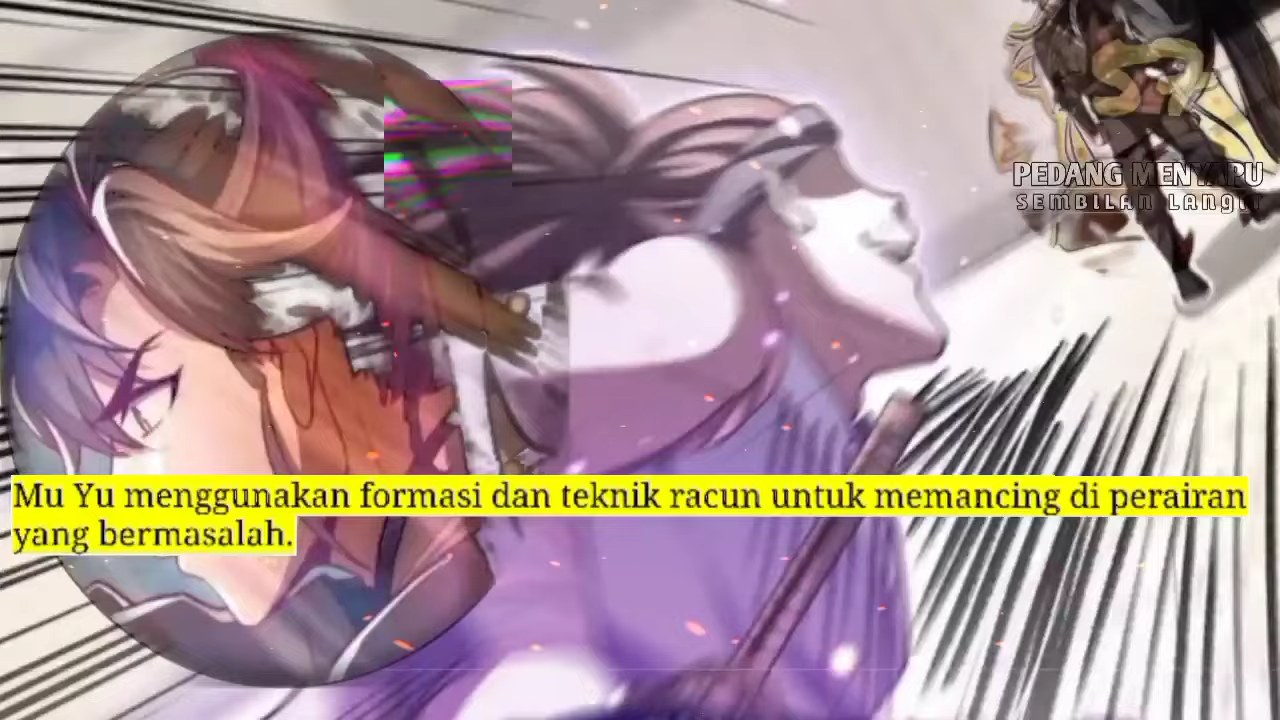 PEDANG MENYAPU
SEMBILAN LANGIT
Mu Yu menggunakan formasi dan teknik racun untuk memancing di perairan
yang bermasalah.